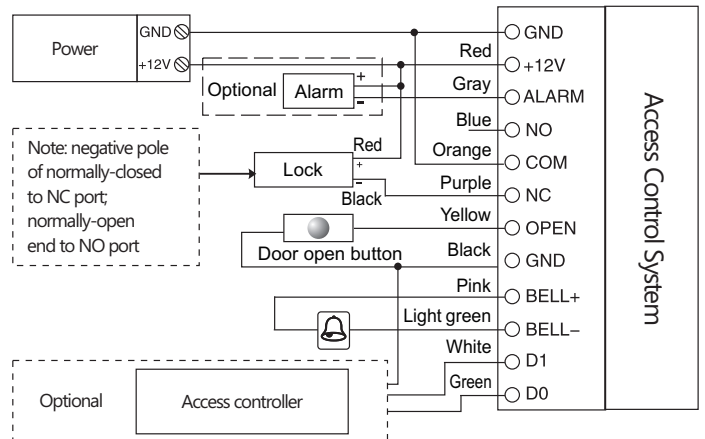 Power
GND
+12V
Optional
Alarm
+
-
Note: negative pole
of normally-closed
to NC port;
normally-open
end to NO port
Lock
Red
+
-
Black
Door open button
Optional
Access controller
GND
Red
+12V
Gray
ALARM
Blue
NO
Orange
COM
Purple
NC
Yellow
OPEN
Black
GND
Pink
BELL+
Light green
BELL–
White
D1
Green
D0
Access Control System